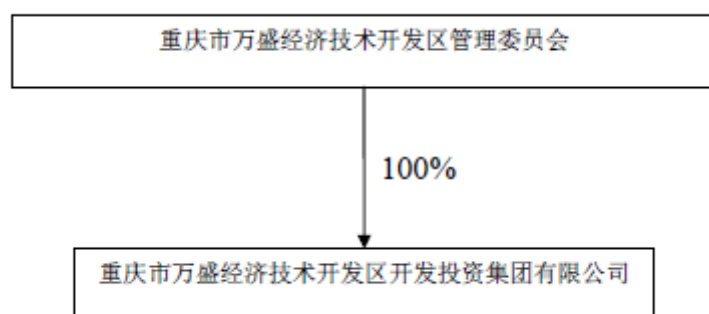 重庆市万盛经济技术开发区管理委员会
100%
重庆市万盛经济技术开发区开发投资集团有限公司